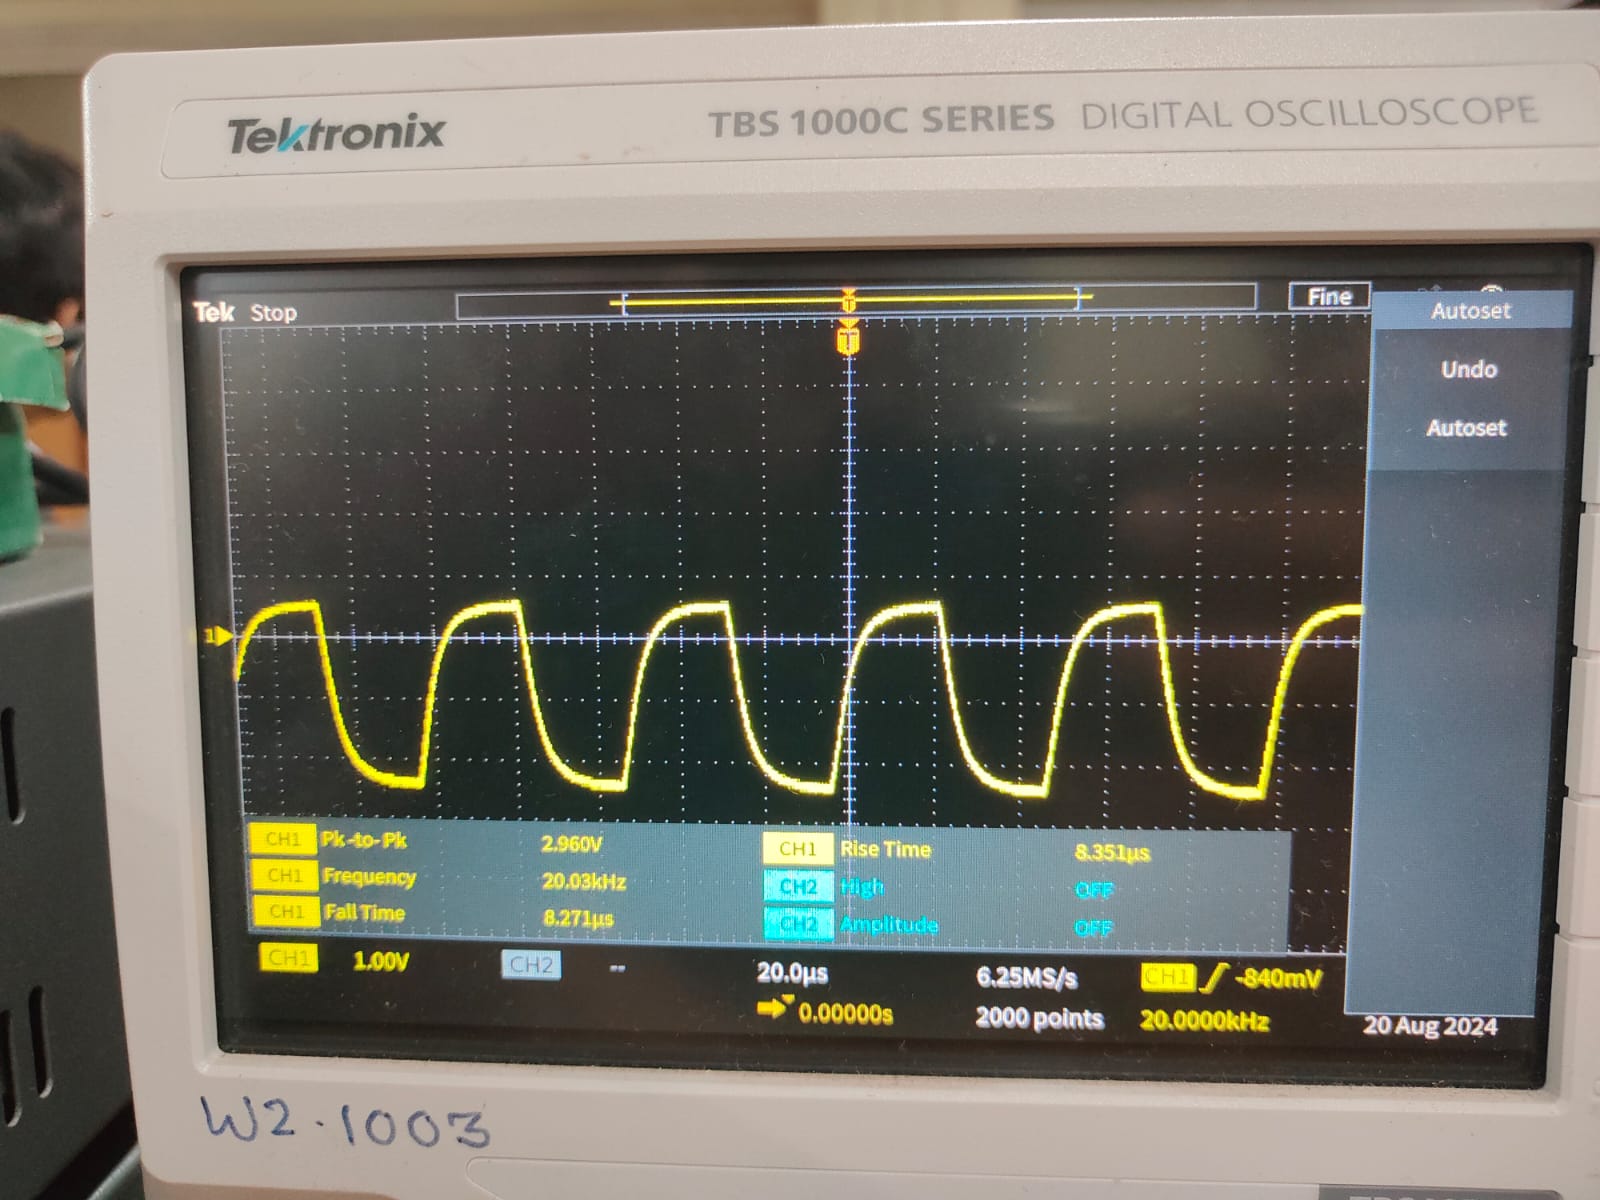 Tektronix
TBS 1000C SERIES DIGITAL OSCILLOSCOPE
Tek Stop
Fine
Autoset
Undo
Autoset
1
CH1 Pk-to-Pk 2.960V
CH1 Frequency 20.03kHz
CH1 Fall Time 8.271µs
CH1 Rise Time 8.351µs
CH2 High OFF
CH2 Amplitude OFF
CH1 1.00V CH2 -- 20.0µs 6.25MS/s CH1 -840mV
0.00000s 2000 points 20.0000kHz
20 Aug 2024
W2.1003